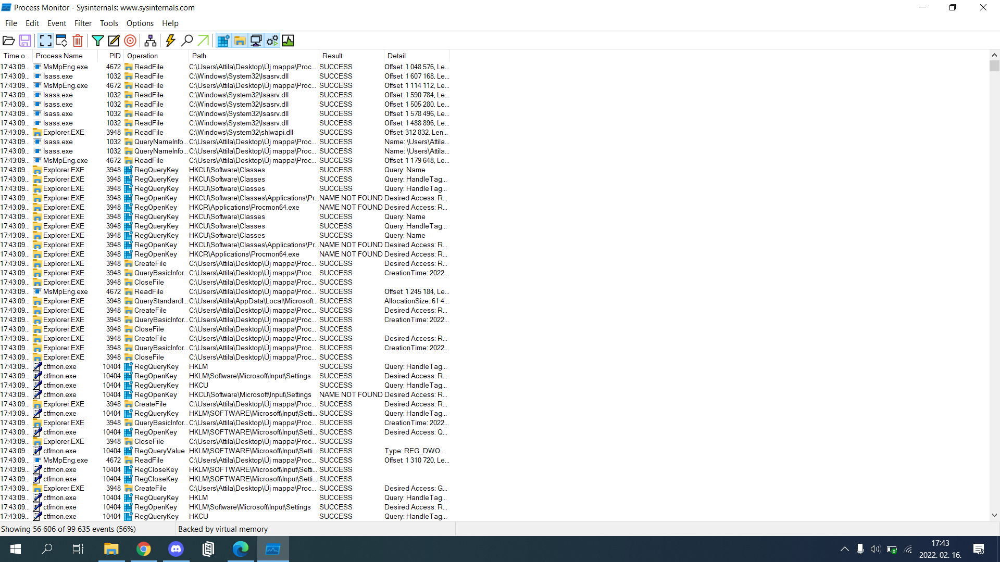 Process Monitor - Sysinternals: www.sysinternals.com
File Edit Event Filter Tools Options Help
Time o... Process Name PID Operation Path Result Detail
17:43:09... MsMpEng.exe 4672 ReadFile C:\Users\Attila\Desktop\Új mappa\Proc... SUCCESS Offset: 1 048 576, Le...
17:43:09... lsass.exe 1032 ReadFile C:\Windows\System32\lsasrv.dll SUCCESS Offset: 1 607 168, Le...
17:43:09... MsMpEng.exe 4672 ReadFile C:\Users\Attila\Desktop\Új mappa\Proc... SUCCESS Offset: 1 114 112, Le...
17:43:09... lsass.exe 1032 ReadFile C:\Windows\System32\lsasrv.dll SUCCESS Offset: 1 590 784, Le...
17:43:09... lsass.exe 1032 ReadFile C:\Windows\System32\lsasrv.dll SUCCESS Offset: 1 505 280, Le...
17:43:09... lsass.exe 1032 ReadFile C:\Windows\System32\lsasrv.dll SUCCESS Offset: 1 578 496, Le...
17:43:09... lsass.exe 1032 ReadFile C:\Windows\System32\lsasrv.dll SUCCESS Offset: 1 488 896, Le...
17:43:09... Explorer.EXE 3948 ReadFile C:\Windows\System32\shlwapi.dll SUCCESS Offset: 312 832, Len...
17:43:09... lsass.exe 1032 QueryNameInfo... C:\Users\Attila\Desktop\Új mappa\Proc... SUCCESS Name: \Users\Attila...
17:43:09... lsass.exe 1032 QueryNameInfo... C:\Users\Attila\Desktop\Új mappa\Proc... SUCCESS Name: \Users\Attila...
17:43:09... MsMpEng.exe 4672 ReadFile C:\Users\Attila\Desktop\Új mappa\Proc... SUCCESS Offset: 1 179 648, Le...
17:43:09... Explorer.EXE 3948 RegQueryKey HKCU\Software\Classes SUCCESS Query: Name
17:43:09... Explorer.EXE 3948 RegQueryKey HKCU\Software\Classes SUCCESS Query: HandleTag...
17:43:09... Explorer.EXE 3948 RegQueryKey HKCU\Software\Classes SUCCESS Query: HandleTag...
17:43:09... Explorer.EXE 3948 RegOpenKey HKCU\Software\Classes\Applications\Pr... NAME NOT FOUND Desired Access: R...
17:43:09... Explorer.EXE 3948 RegOpenKey HKCR\Applications\Procmon64.exe NAME NOT FOUND Desired Access: R...
17:43:09... Explorer.EXE 3948 RegQueryKey HKCU\Software\Classes SUCCESS Query: Name
17:43:09... Explorer.EXE 3948 RegQueryKey HKCU\Software\Classes SUCCESS Query: HandleTag...
17:43:09... Explorer.EXE 3948 RegQueryKey HKCU\Software\Classes SUCCESS Query: Name
17:43:09... Explorer.EXE 3948 RegOpenKey HKCU\Software\Classes\Applications\Pr... NAME NOT FOUND Desired Access: R...
17:43:09... Explorer.EXE 3948 RegOpenKey HKCR\Applications\Procmon64.exe NAME NOT FOUND Desired Access: R...
17:43:09... Explorer.EXE 3948 CreateFile C:\Users\Attila\Desktop\Új mappa\Proc... SUCCESS Desired Access: R...
17:43:09... Explorer.EXE 3948 QueryBasicInfor... C:\Users\Attila\Desktop\Új mappa\Proc... SUCCESS CreationTime: 2022...
17:43:09... Explorer.EXE 3948 CloseFile C:\Users\Attila\Desktop\Új mappa\Proc... SUCCESS
17:43:09... MsMpEng.exe 4672 ReadFile C:\Users\Attila\Desktop\Új mappa\Proc... SUCCESS Offset: 1 245 184, Le...
17:43:09... Explorer.EXE 3948 QueryStandardI... C:\Users\Attila\AppData\Local\Microsoft... SUCCESS AllocationSize: 61 4...
17:43:09... Explorer.EXE 3948 CreateFile C:\Users\Attila\Desktop\Új mappa\Proc... SUCCESS Desired Access: R...
17:43:09... Explorer.EXE 3948 QueryBasicInfor... C:\Users\Attila\Desktop\Új mappa\Proc... SUCCESS CreationTime: 2022...
17:43:09... Explorer.EXE 3948 CloseFile C:\Users\Attila\Desktop\Új mappa\Proc... SUCCESS
17:43:09... Explorer.EXE 3948 CreateFile C:\Users\Attila\Desktop\Új mappa\Proc... SUCCESS Desired Access: R...
17:43:09... Explorer.EXE 3948 QueryBasicInfor... C:\Users\Attila\Desktop\Új mappa\Proc... SUCCESS CreationTime: 2022...
17:43:09... Explorer.EXE 3948 CloseFile C:\Users\Attila\Desktop\Új mappa\Proc... SUCCESS
17:43:09... ctfmon.exe 10404 RegQueryKey HKLM SUCCESS Query: HandleTag...
17:43:09... ctfmon.exe 10404 RegOpenKey HKLM\Software\Microsoft\Input\Settings SUCCESS Desired Access: R...
17:43:09... ctfmon.exe 10404 RegQueryKey HKCU SUCCESS Query: HandleTag...
17:43:09... ctfmon.exe 10404 RegOpenKey HKCU\Software\Microsoft\Input\Settings NAME NOT FOUND Desired Access: R...
17:43:09... Explorer.EXE 3948 CreateFile C:\Users\Attila\Desktop\Új mappa\Proc... SUCCESS Desired Access: R...
17:43:09... ctfmon.exe 10404 RegQueryKey HKLM\SOFTWARE\Microsoft\Input\Setti... SUCCESS Query: HandleTag...
17:43:09... Explorer.EXE 3948 QueryBasicInfor... C:\Users\Attila\Desktop\Új mappa\Proc... SUCCESS CreationTime: 2022...
17:43:09... ctfmon.exe 10404 RegOpenKey HKLM\SOFTWARE\Microsoft\Input\Setti... SUCCESS Desired Access: Q...
17:43:09... Explorer.EXE 3948 CloseFile C:\Users\Attila\Desktop\Új mappa\Proc... SUCCESS
17:43:09... ctfmon.exe 10404 RegQueryValue HKLM\SOFTWARE\Microsoft\Input\Setti... SUCCESS Type: REG_DWO...
17:43:09... MsMpEng.exe 4672 ReadFile C:\Users\Attila\Desktop\Új mappa\Proc... SUCCESS Offset: 1 310 720, Le...
17:43:09... ctfmon.exe 10404 RegCloseKey HKLM\SOFTWARE\Microsoft\Input\Setti... SUCCESS
17:43:09... ctfmon.exe 10404 RegCloseKey HKLM\SOFTWARE\Microsoft\Input\Setti... SUCCESS
17:43:09... Explorer.EXE 3948 CreateFile C:\Users\Attila\Desktop\Új mappa\Proc... SUCCESS Desired Access: G...
17:43:09... ctfmon.exe 10404 RegQueryKey HKLM SUCCESS Query: HandleTag...
17:43:09... ctfmon.exe 10404 RegOpenKey HKLM\Software\Microsoft\Input\Settings SUCCESS Desired Access: R...
17:43:09... ctfmon.exe 10404 RegQueryKey HKCU SUCCESS Query: HandleTag...
Showing 56 606 of 99 635 events (56%) Backed by virtual memory
17:43
2022. 02. 16.